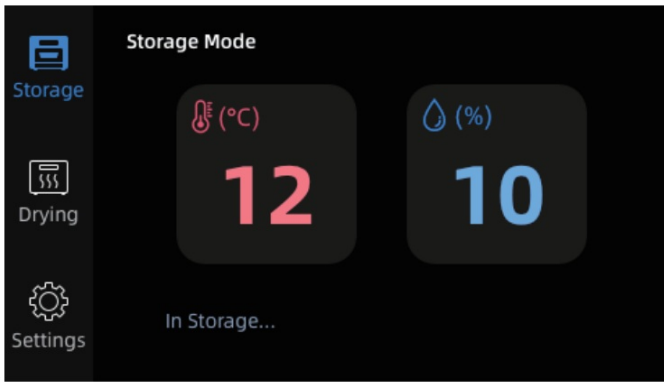 Storage Mode
Storage
(°C)
(%)
12
10
Drying
In Storage...
Settings